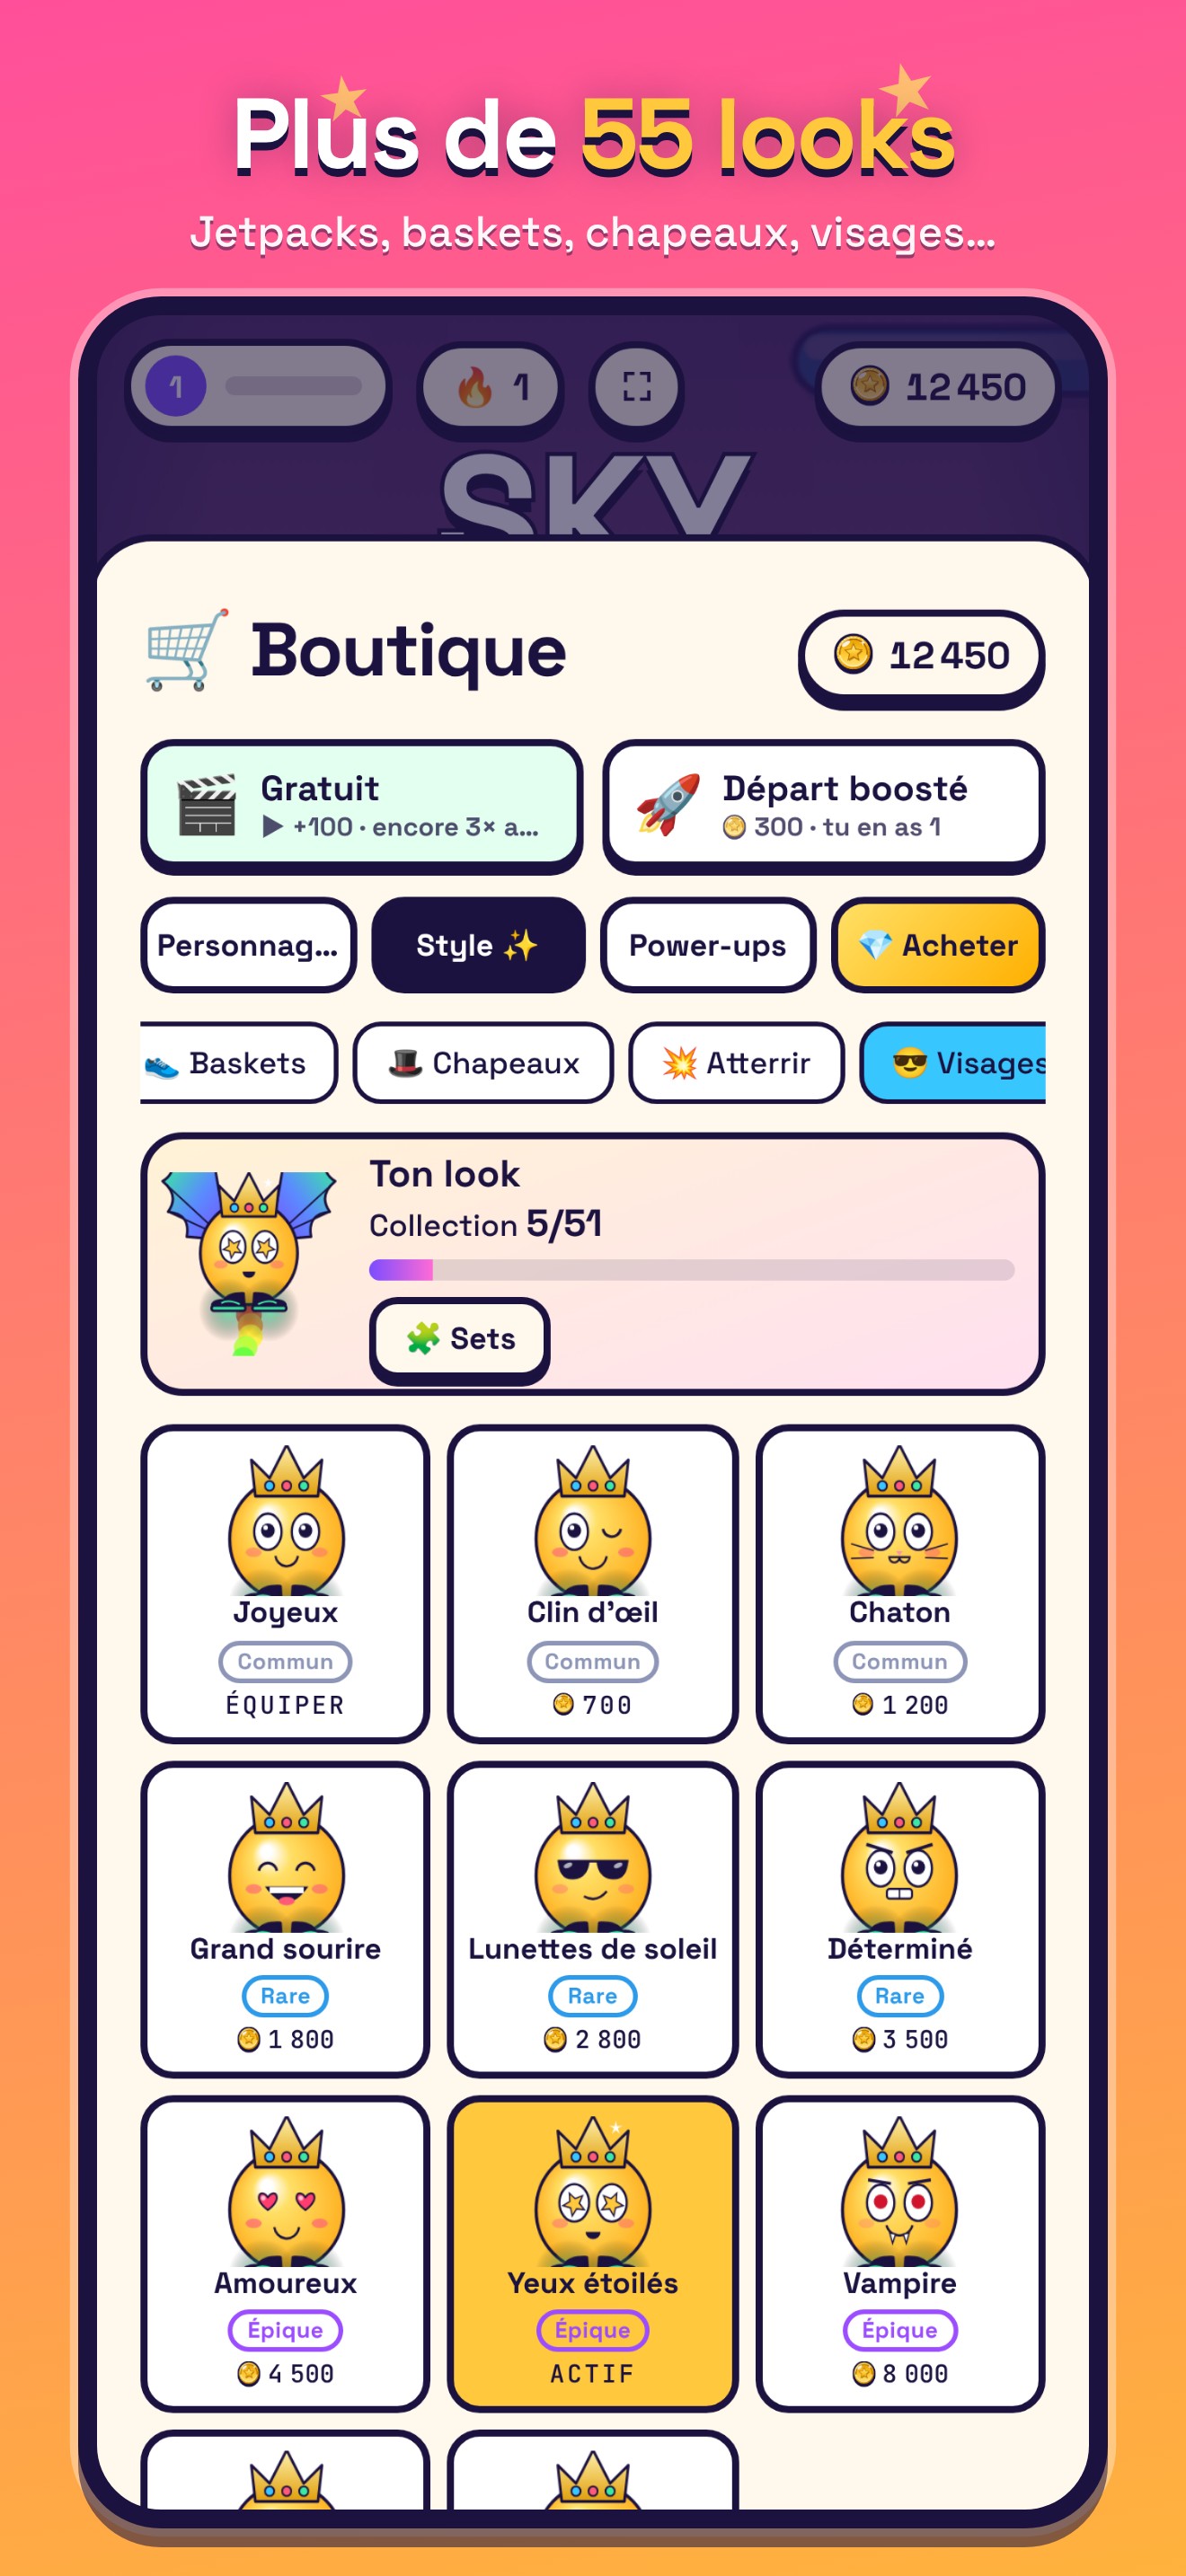 Plus de 55 looks
Jetpacks, baskets, chapeaux, visages...
1 🔥 1 12 450
SKY
🛒 Boutique 12 450
Gratuit
▶ +100 · encore 3× a...
Départ boosté
300 · tu en as 1
Personnag... Style ✨ Power-ups 💎 Acheter
👟 Baskets 🎩 Chapeaux 💥 Atterrir 😎 Visages
Ton look
Collection 5/51
🧩 Sets
Joyeux Clin d'œil Chaton
Commun Commun Commun
ÉQUIPER 700 1 200
Grand sourire Lunettes de soleil Déterminé
Rare Rare Rare
1 800 2 800 3 500
Amoureux Yeux étoilés Vampire
Épique Épique Épique
4 500 ACTIF 8 000